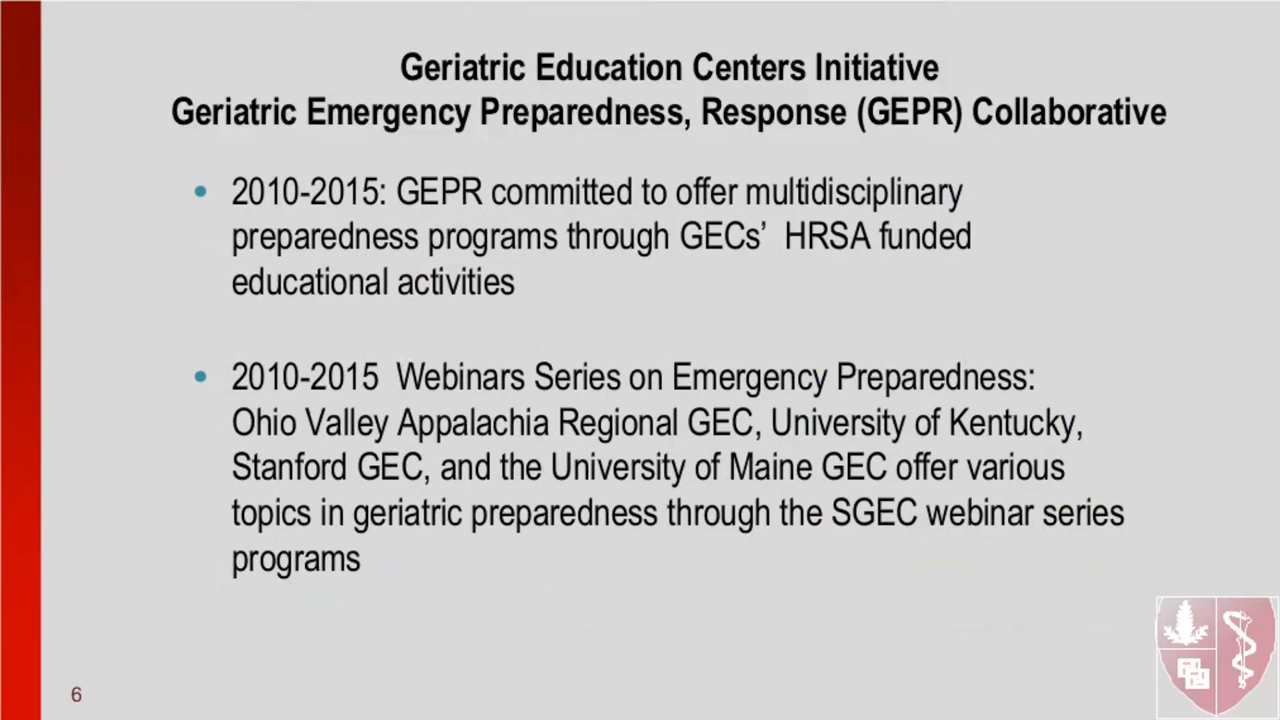 Geriatric Education Centers Initiative
Geriatric Emergency Preparedness, Response (GEPR) Collaborative
• 2010-2015: GEPR committed to offer multidisciplinary
preparedness programs through GECs’  HRSA funded
educational activities
• 2010-2015  Webinars Series on Emergency Preparedness:
Ohio Valley Appalachia Regional GEC, University of Kentucky,
Stanford GEC, and the University of Maine GEC offer various
topics in geriatric preparedness through the SGEC webinar series
programs
6